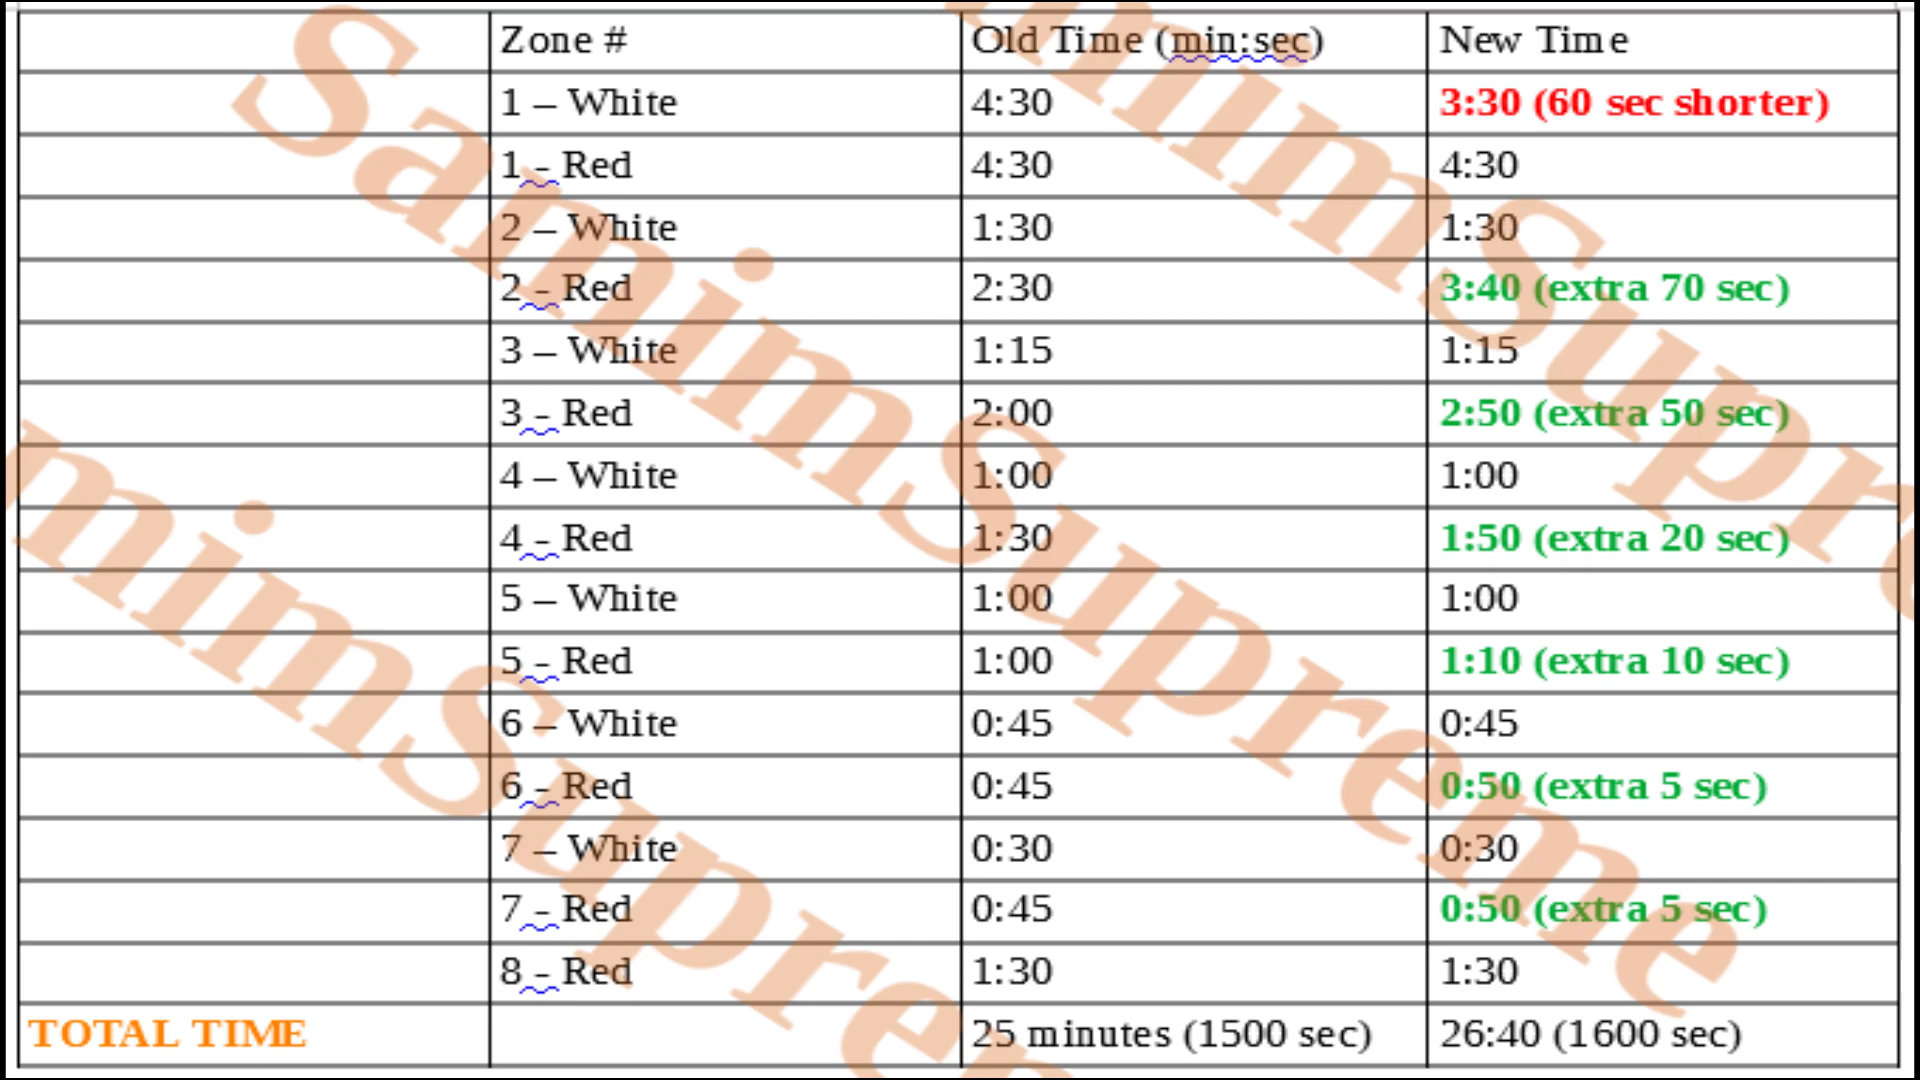 Zone # Old Time (min:sec) New Time
1 – White 4:30 3:30 (60 sec shorter)
1 - Red 4:30 4:30
2 – White 1:30 1:30
2 - Red 2:30 3:40 (extra 70 sec)
3 – White 1:15 1:15
3 - Red 2:00 2:50 (extra 50 sec)
4 – White 1:00 1:00
4 - Red 1:30 1:50 (extra 20 sec)
5 – White 1:00 1:00
5 - Red 1:00 1:10 (extra 10 sec)
6 – White 0:45 0:45
6 - Red 0:45 0:50 (extra 5 sec)
7 – White 0:30 0:30
7 - Red 0:45 0:50 (extra 5 sec)
8 - Red 1:30 1:30
TOTAL TIME 25 minutes (1500 sec) 26:40 (1600 sec)
SamimSupreme
mimSupre
mimSuprem